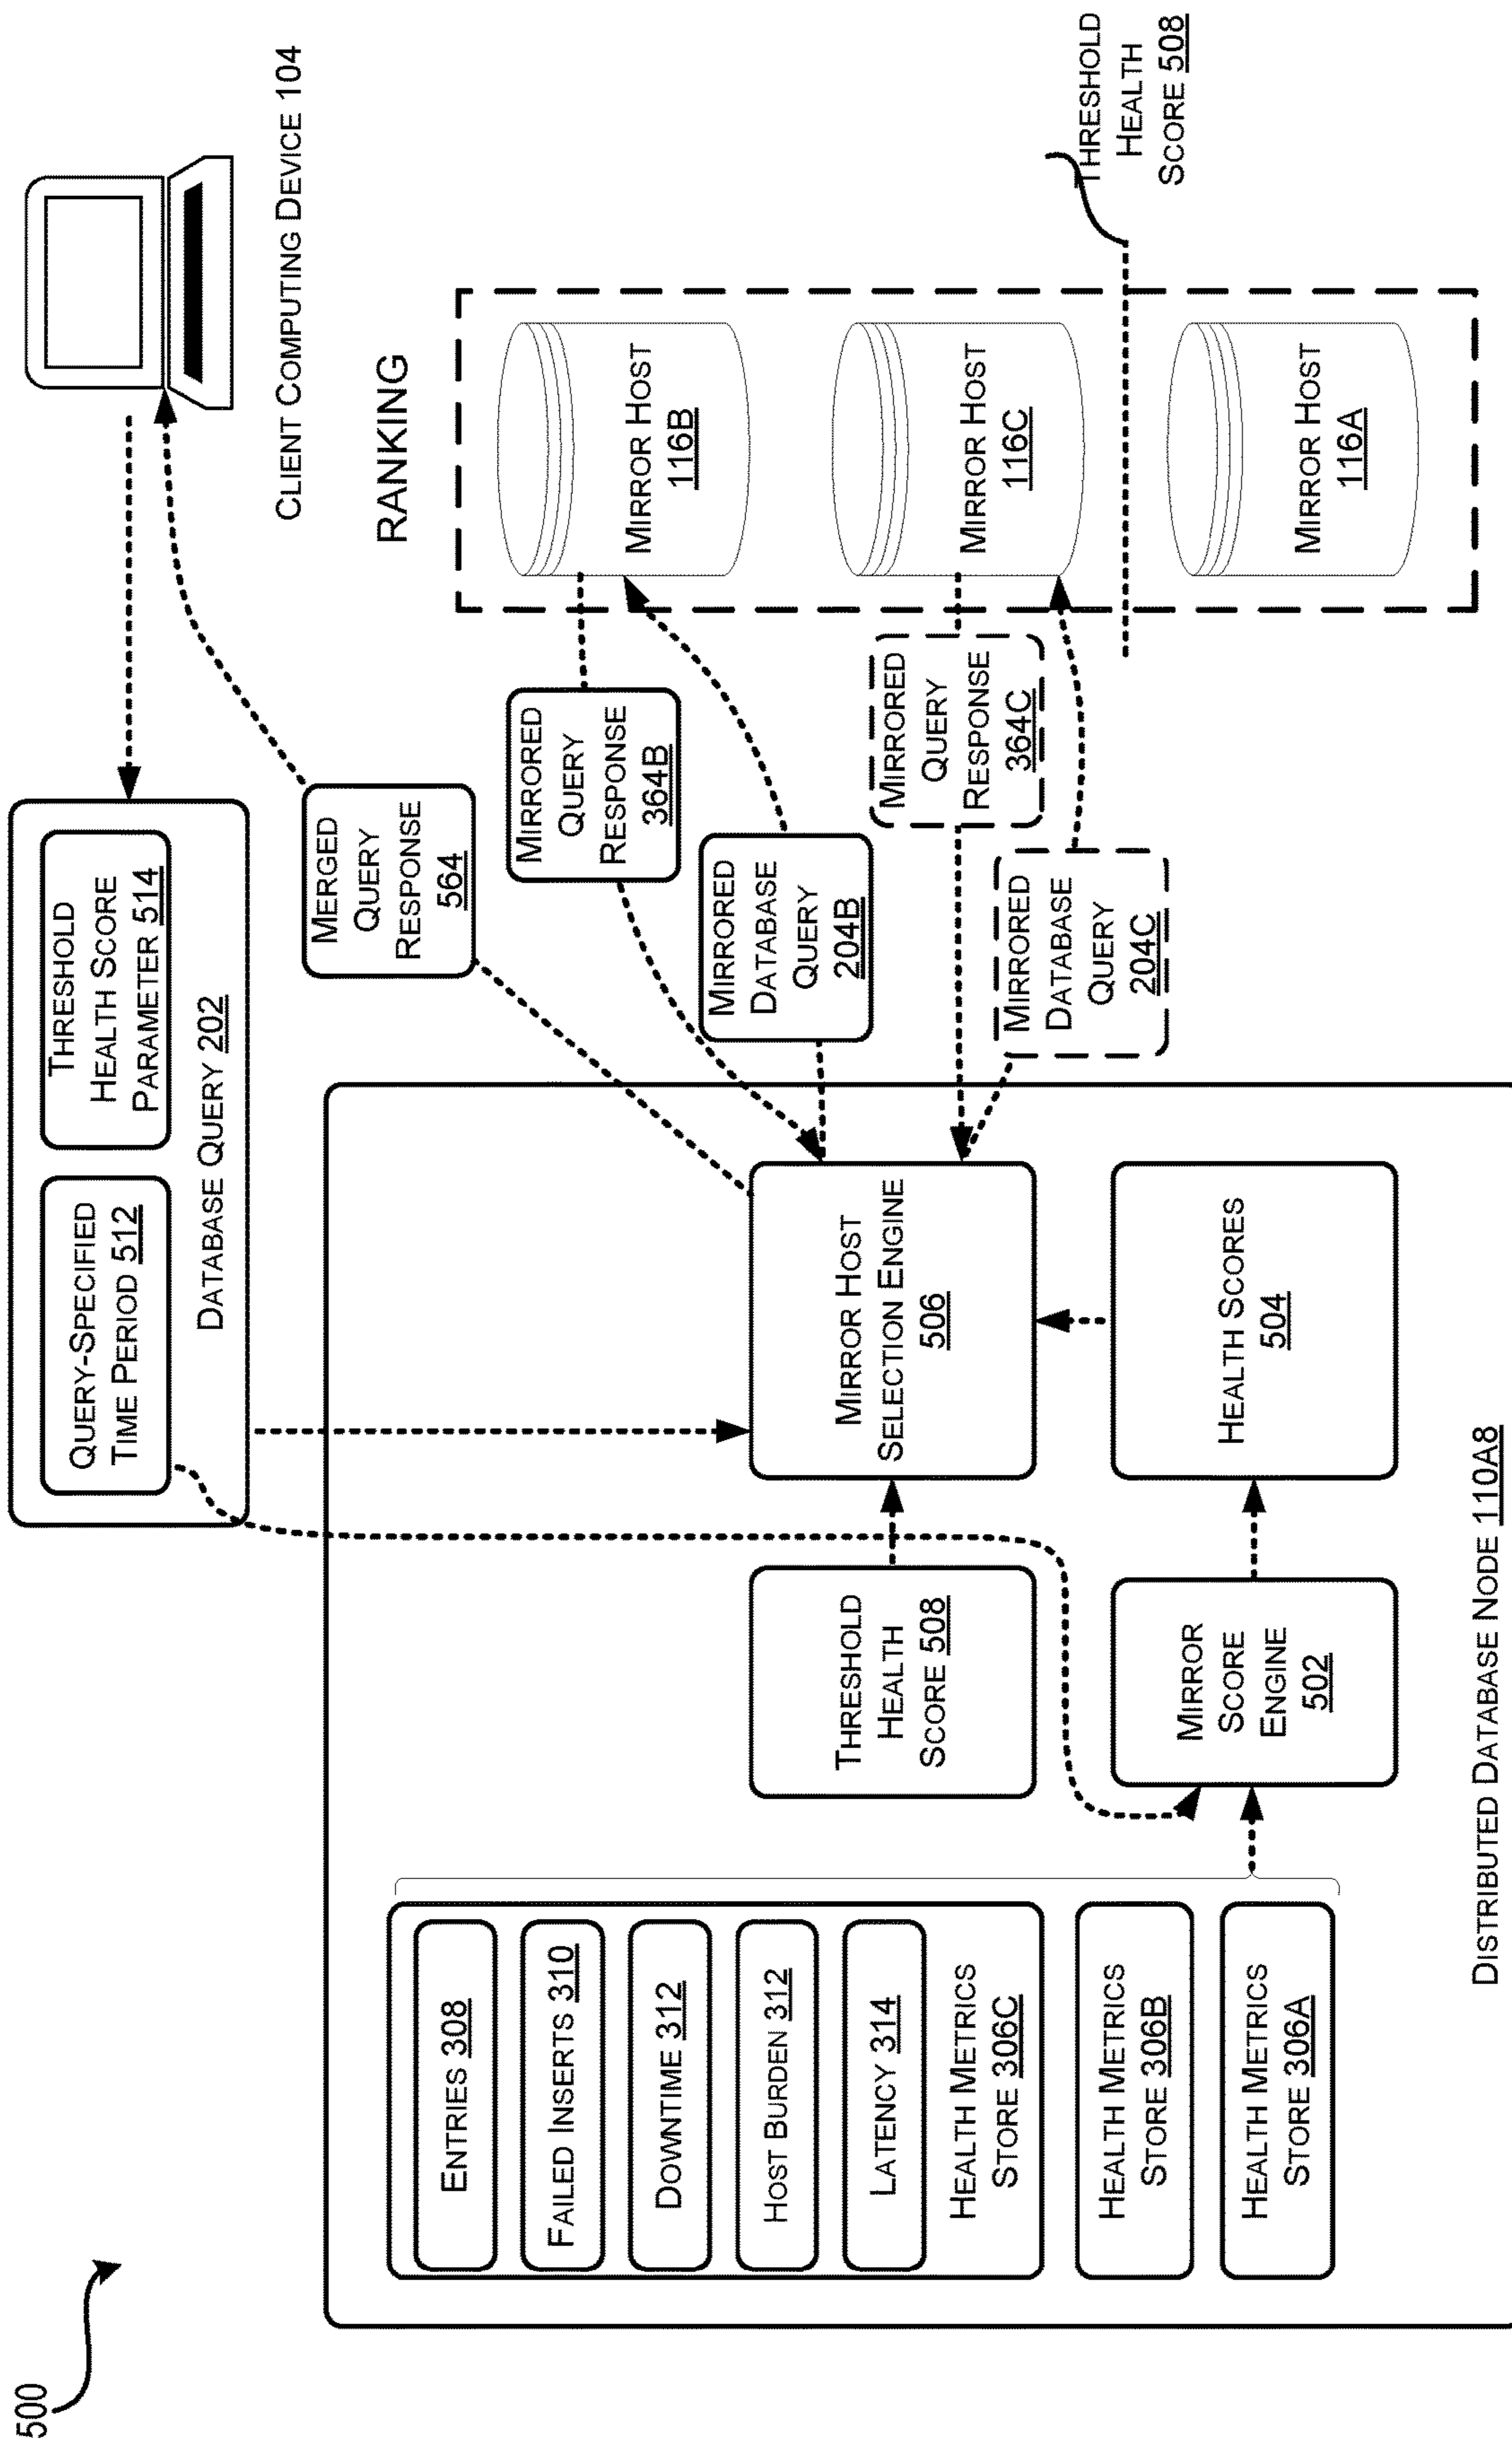 500
QUERY-SPECIFIED
TIME PERIOD 512
THRESHOLD
HEALTH SCORE
PARAMETER 514
DATABASE QUERY 202
CLIENT COMPUTING DEVICE 104
MERGED
QUERY
RESPONSE
564
RANKING
MIRRORED
QUERY
RESPONSE
364B
MIRRORED
DATABASE
QUERY
204B
MIRROR HOST
116B
MIRRORED
QUERY
RESPONSE
364C
MIRRORED
DATABASE
QUERY
204C
MIRROR HOST
116C
THRESHOLD
HEALTH
SCORE 508
MIRROR HOST
116A
ENTRIES 308
FAILED INSERTS 310
DOWNTIME 312
HOST BURDEN 312
LATENCY 314
HEALTH METRICS
STORE 306C
HEALTH METRICS
STORE 306B
HEALTH METRICS
STORE 306A
THRESHOLD
HEALTH
SCORE 508
MIRROR HOST
SELECTION ENGINE
506
MIRROR
SCORE
ENGINE
502
HEALTH SCORES
504
DISTRIBUTED DATABASE NODE 110A8